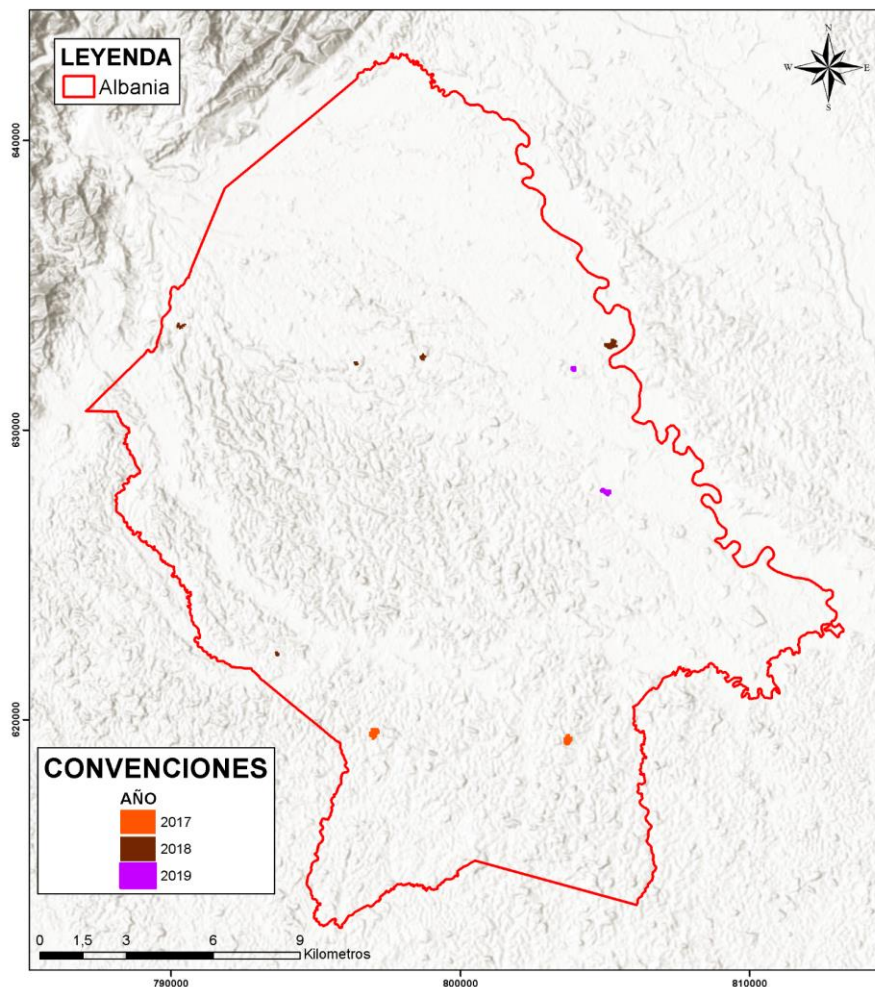 LEYENDA
Albania
N
W E
S
640000
630000
620000
CONVENCIONES
AÑO
2017
2018
2019
0 1,5 3 6 9
Kilometros
790000 800000 810000